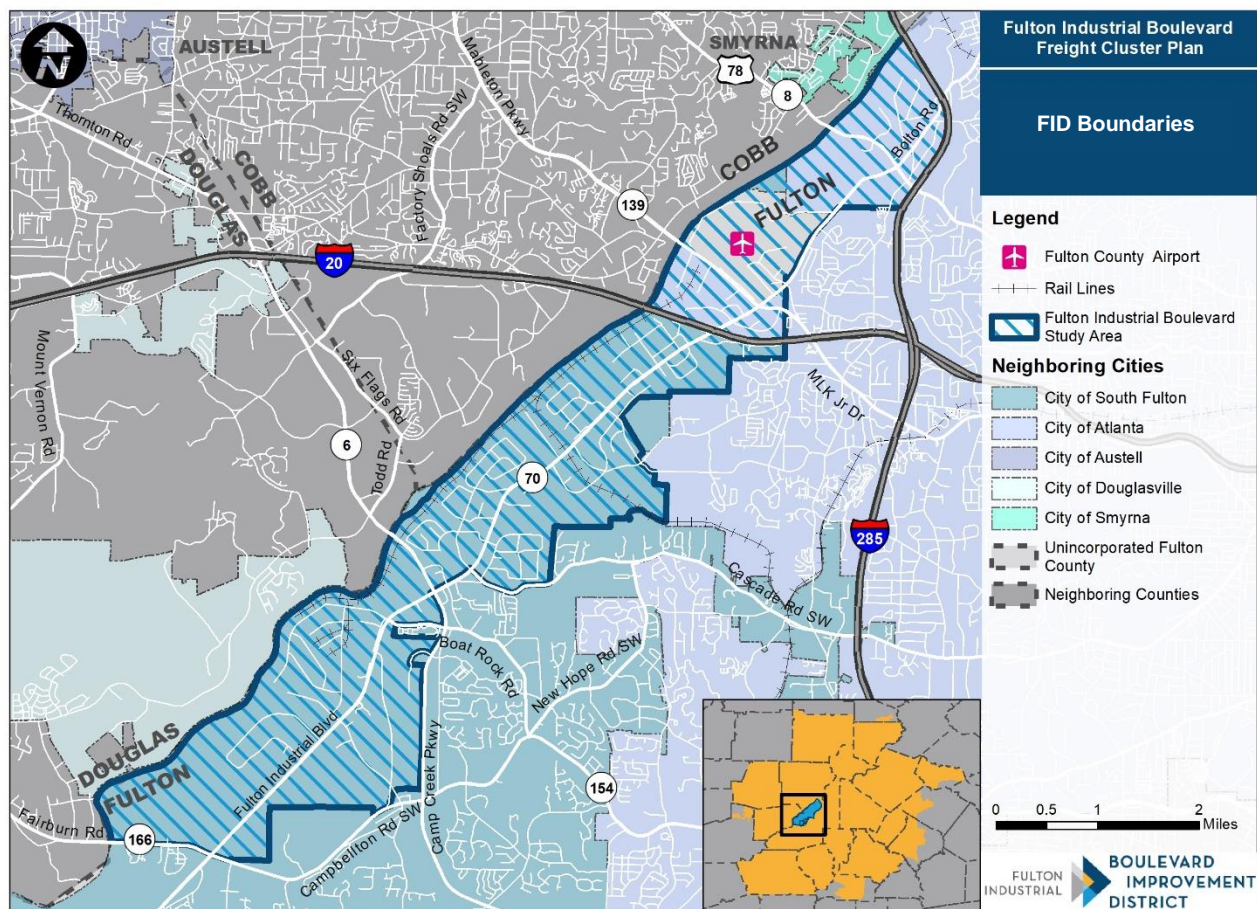 Fulton Industrial Boulevard
Freight Cluster Plan
FID Boundaries
Legend
Fulton County Airport
Rail Lines
Fulton Industrial Boulevard
Study Area
Neighboring Cities
City of South Fulton
City of Atlanta
City of Austell
City of Douglasville
City of Smyrna
Unincorporated Fulton
County
Neighboring Counties
0 0.5 1 2
Miles
FULTON
INDUSTRIAL
BOULEVARD
IMPROVEMENT
DISTRICT
N
AUSTELL
SMYRNA
78
8
Mableton Pkwy
Thornton Rd
Factory Shoals Rd SW
Bolton Rd
COBB
DOUGLAS
COBB
FULTON
139
20
Mount Vernon Rd
Six Flags Rd
MLK Jr Dr
6
Todd Rd
70
285
Cascade Rd SW
Boat Rock Rd
New Hope Rd SW
Fulton Industrial Blvd
Camp Creek Pkwy
DOUGLAS
FULTON
154
Fairburn Rd
166
Campbellton Rd SW